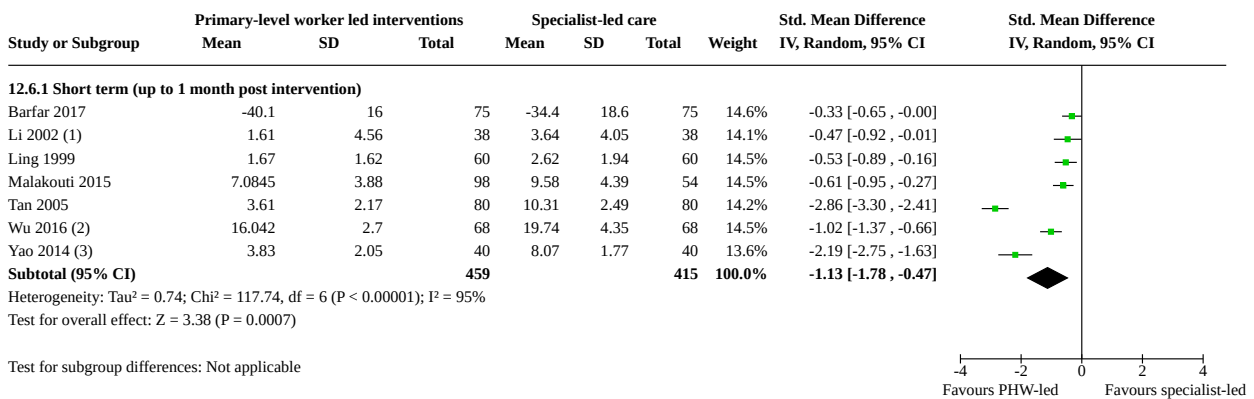 Primary-level worker led interventions Specialist-led care Std. Mean Difference Std. Mean Difference
Study or Subgroup Mean SD Total Mean SD Total Weight IV, Random, 95% CI IV, Random, 95% CI
12.6.1 Short term (up to 1 month post intervention)
Barfar 2017 -40.1 16 75 -34.4 18.6 75 14.6% -0.33 [-0.65 , -0.00]
Li 2002 (1) 1.61 4.56 38 3.64 4.05 38 14.1% -0.47 [-0.92 , -0.01]
Ling 1999 1.67 1.62 60 2.62 1.94 60 14.5% -0.53 [-0.89 , -0.16]
Malakouti 2015 7.0845 3.88 98 9.58 4.39 54 14.5% -0.61 [-0.95 , -0.27]
Tan 2005 3.61 2.17 80 10.31 2.49 80 14.2% -2.86 [-3.30 , -2.41]
Wu 2016 (2) 16.042 2.7 68 19.74 4.35 68 14.5% -1.02 [-1.37 , -0.66]
Yao 2014 (3) 3.83 2.05 40 8.07 1.77 40 13.6% -2.19 [-2.75 , -1.63]
Subtotal (95% CI) 459 415 100.0% -1.13 [-1.78 , -0.47]
Heterogeneity: Tau² = 0.74; Chi² = 117.74, df = 6 (P < 0.00001); I² = 95%
Test for overall effect: Z = 3.38 (P = 0.0007)
Test for subgroup differences: Not applicable
-4 -2 0 2 4
Favours PHW-led Favours specialist-led